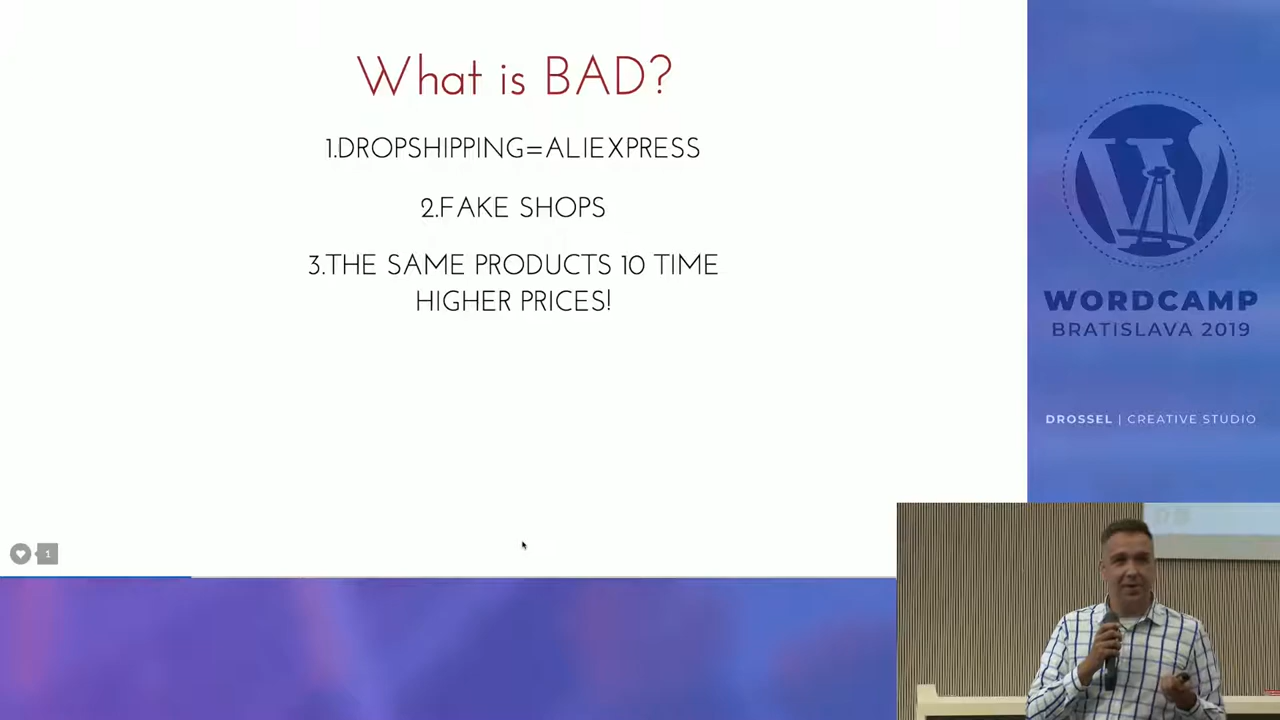 What is BAD?
1.DROPSHIPPING=ALIEXPRESS
2.FAKE SHOPS
3.THE SAME PRODUCTS 10 TIME
HIGHER PRICES!
1
WORDCAMP
BRATISLAVA 2019
DROSSEL | CREATIVE STUDIO